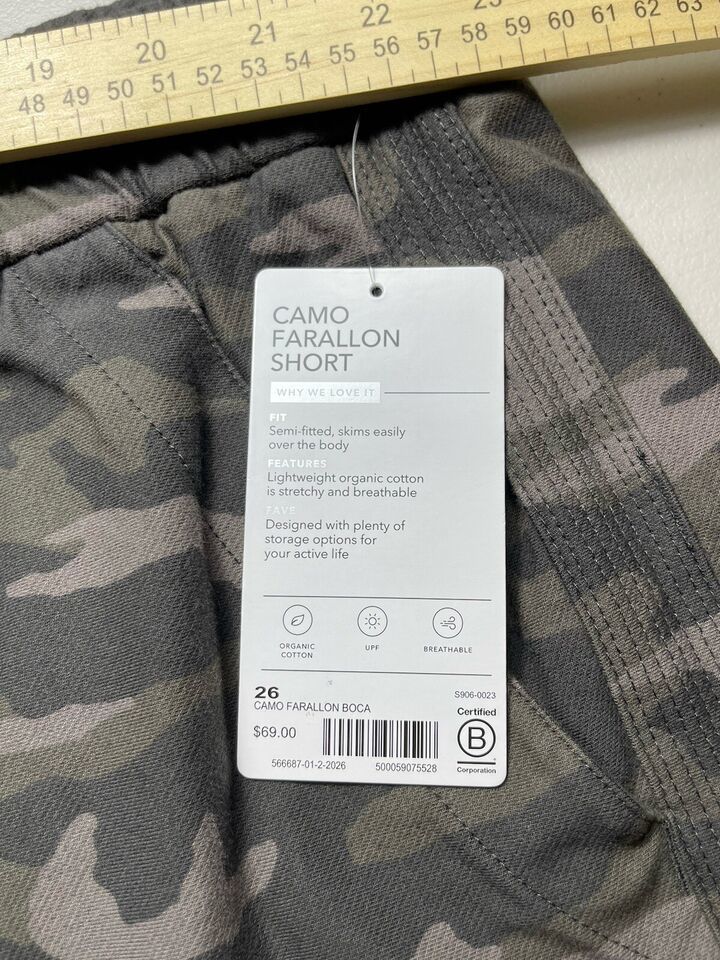 19 20 21 22 23
48 49 50 51 52 53 54 55 56 57 58 59 60 61 62 63
CAMO
FARALLON
SHORT
WHY WE LOVE IT
FIT
Semi-fitted, skims easily
over the body
FEATURES
Lightweight organic cotton
is stretchy and breathable
FAVE
Designed with plenty of
storage options for
your active life
ORGANIC
COTTON
UPF
BREATHABLE
26
S906-0023
CAMO FARALLON BOCA
$69.00
566687-01-2-2026
500059075528
Certified
B
Corporation